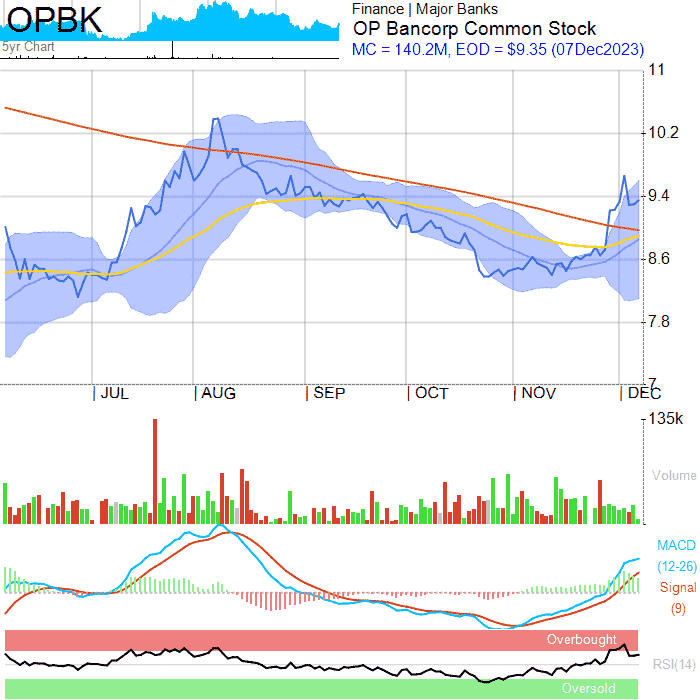 OPBK
5yr Chart
Finance | Major Banks
OP Bancorp Common Stock
MC = 140.2M, EOD = $9.35 (07Dec2023)
11
10.2
9.4
8.6
7.8
7
JUL AUG SEP OCT NOV DEC
135k
Volume
MACD
(12-26)
Signal
(9)
Overbought
RSI(14)
Oversold